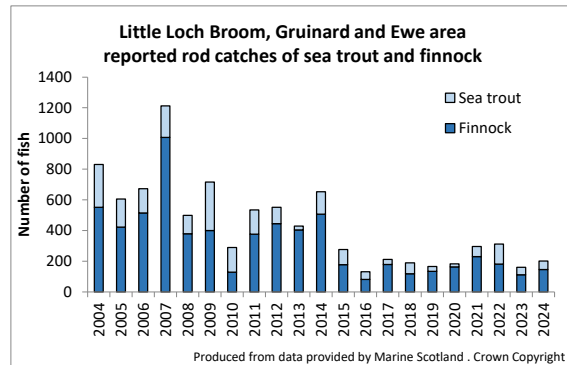 Little Loch Broom, Gruinard and Ewe area
reported rod catches of sea trout and finnock
1400
1200
1000
800
600
400
200
0
Number of fish
Sea trout
Finnock
2004 2005 2006 2007 2008 2009 2010 2011 2012 2013 2014 2015 2016 2017 2018 2019 2020 2021 2022 2023 2024
Produced from data provided by Marine Scotland . Crown Copyright